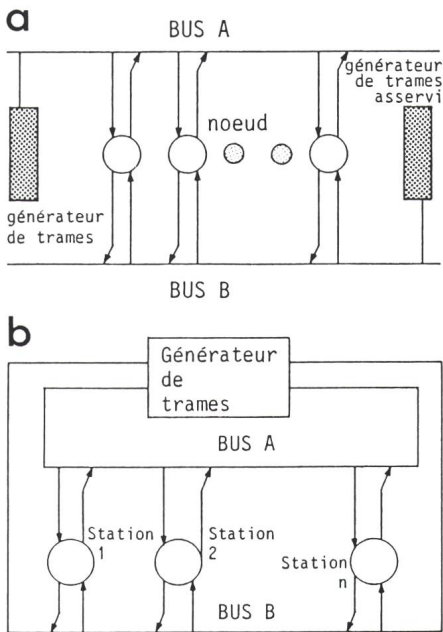 a
BUS A
générateur
de trames
asservi
noeud
générateur
de trames
BUS B
b
Générateur
de
trames
BUS A
Station
1
Station
2
Station
n
BUS B